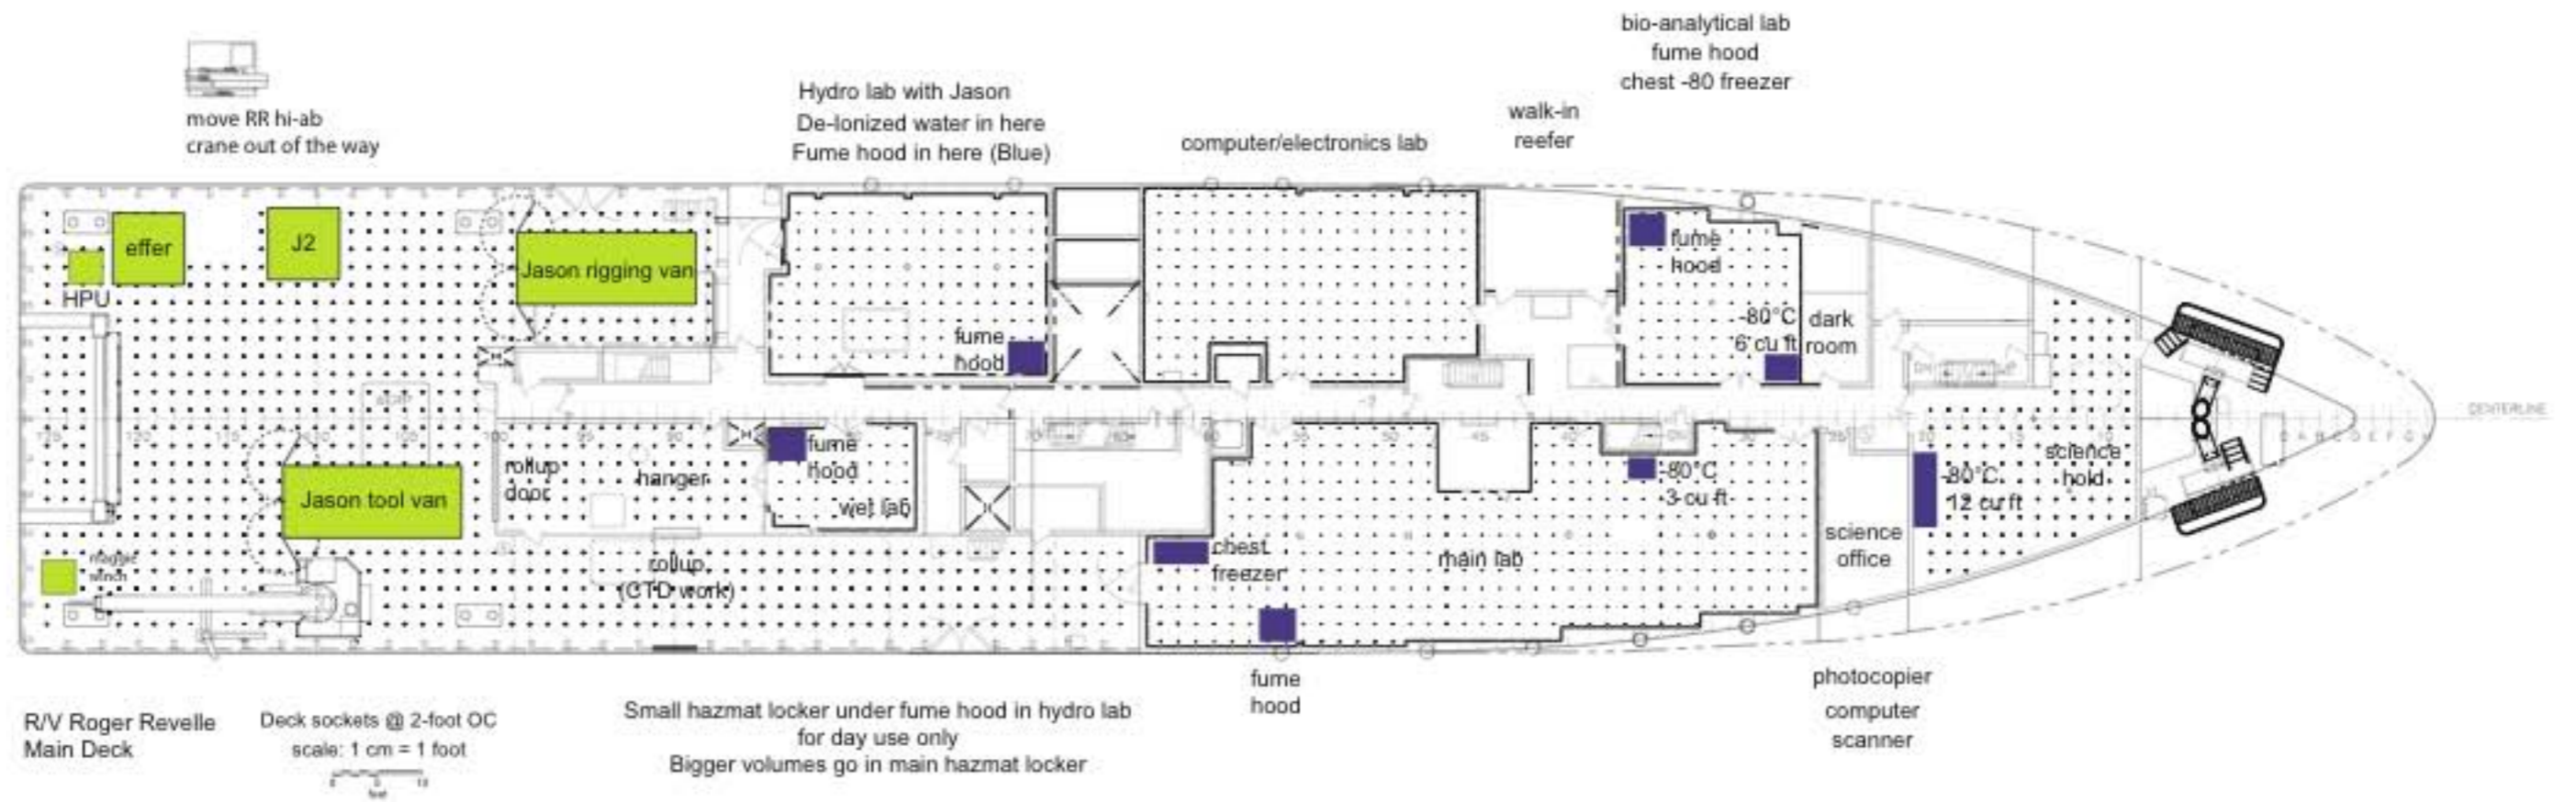 bio-analytical lab
fume hood
chest -80 freezer
move RR hi-ab
crane out of the way
Hydro lab with Jason
De-Ionized water in here
Fume hood in here (Blue)
computer/electronics lab
walk-in
reefer
effer
J2
Jason rigging van
HPU
fume
hood
fume
hood
-80°C
6 cu ft
dark
room
CENTERLINE
Jason tool van
rollup
door
hanger
fume
hood
wet lab
-80°C
3 cu ft
-80°C
12 cu ft
science
hold
science
office
main lab
chest
freezer
rollup
(CTD work)
winch
fume
hood
photocopier
computer
scanner
R/V Roger Revelle
Main Deck
Deck sockets @ 2-foot OC
scale: 1 cm = 1 foot
feet
Small hazmat locker under fume hood in hydro lab
for day use only
Bigger volumes go in main hazmat locker